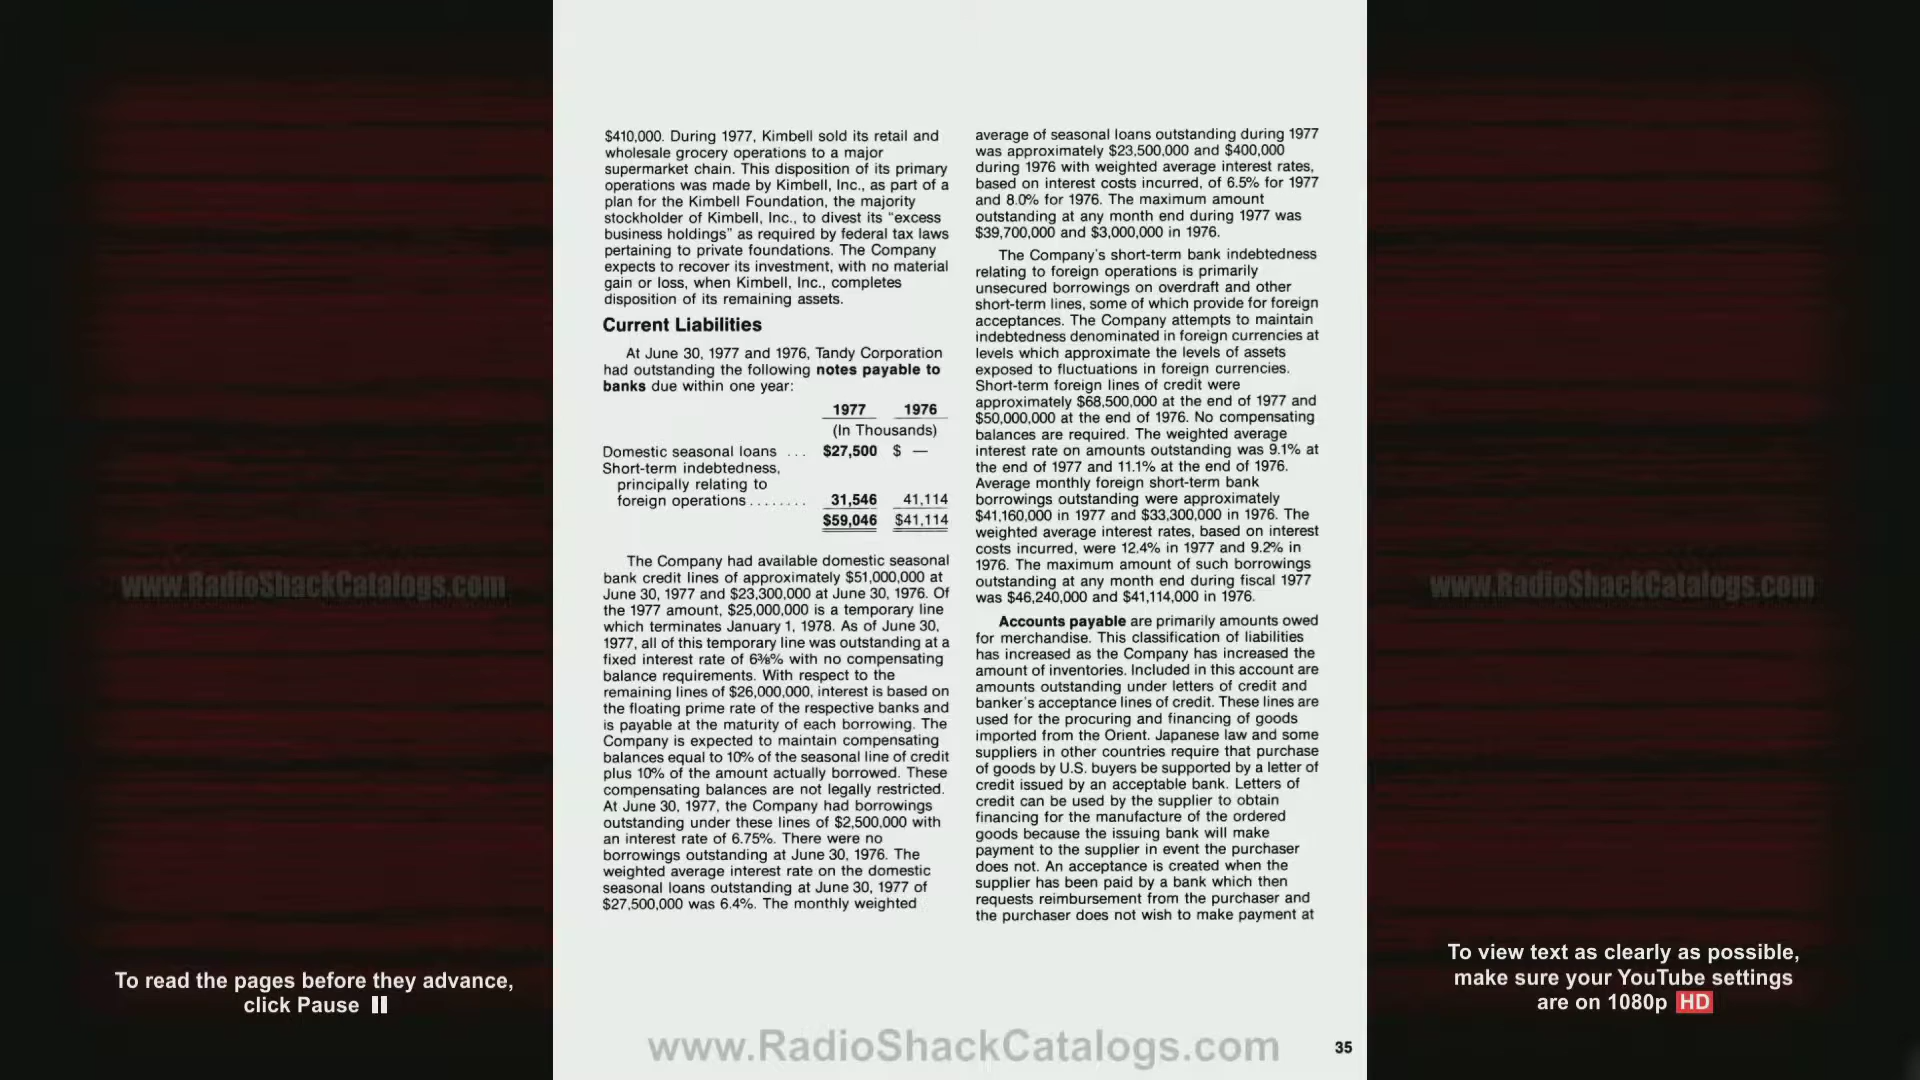 $410,000. During 1977, Kimbell sold its retail and
wholesale grocery operations to a major
supermarket chain. This disposition of its primary
operations was made by Kimbell, Inc., as part of a
plan for the Kimbell Foundation, the majority
stockholder of Kimbell, Inc., to divest its "excess
business holdings" as required by federal tax laws
pertaining to private foundations. The Company
expects to recover its investment, with no material
gain or loss, when Kimbell, Inc., completes
disposition of its remaining assets.
Current Liabilities
At June 30, 1977 and 1976, Tandy Corporation
had outstanding the following notes payable to
banks due within one year:
1977 1976
(In Thousands)
Domestic seasonal loans ... $27,500 $ —
Short-term indebtedness,
principally relating to
foreign operations........ 31,546 41,114
$59,046 $41,114
The Company had available domestic seasonal
bank credit lines of approximately $51,000,000 at
June 30, 1977 and $23,300,000 at June 30, 1976. Of
the 1977 amount, $25,000,000 is a temporary line
which terminates January 1, 1978. As of June 30,
1977, all of this temporary line was outstanding at a
fixed interest rate of 6⅜% with no compensating
balance requirements. With respect to the
remaining lines of $26,000,000, interest is based on
the floating prime rate of the respective banks and
is payable at the maturity of each borrowing. The
Company is expected to maintain compensating
balances equal to 10% of the seasonal line of credit
plus 10% of the amount actually borrowed. These
compensating balances are not legally restricted.
At June 30, 1977, the Company had borrowings
outstanding under these lines of $2,500,000 with
an interest rate of 6.75%. There were no
borrowings outstanding at June 30, 1976. The
weighted average interest rate on the domestic
seasonal loans outstanding at June 30, 1977 of
$27,500,000 was 6.4%. The monthly weighted
average of seasonal loans outstanding during 1977
was approximately $23,500,000 and $400,000
during 1976 with weighted average interest rates,
based on interest costs incurred, of 6.5% for 1977
and 8.0% for 1976. The maximum amount
outstanding at any month end during 1977 was
$39,700,000 and $3,000,000 in 1976.
The Company's short-term bank indebtedness
relating to foreign operations is primarily
unsecured borrowings on overdraft and other
short-term lines, some of which provide for foreign
acceptances. The Company attempts to maintain
indebtedness denominated in foreign currencies at
levels which approximate the levels of assets
exposed to fluctuations in foreign currencies.
Short-term foreign lines of credit were
approximately $68,500,000 at the end of 1977 and
$50,000,000 at the end of 1976. No compensating
balances are required. The weighted average
interest rate on amounts outstanding was 9.1% at
the end of 1977 and 11.1% at the end of 1976.
Average monthly foreign short-term bank
borrowings outstanding were approximately
$41,160,000 in 1977 and $33,300,000 in 1976. The
weighted average interest rates, based on interest
costs incurred, were 12.4% in 1977 and 9.2% in
1976. The maximum amount of such borrowings
outstanding at any month end during fiscal 1977
was $46,240,000 and $41,114,000 in 1976.
Accounts payable are primarily amounts owed
for merchandise. This classification of liabilities
has increased as the Company has increased the
amount of inventories. Included in this account are
amounts outstanding under letters of credit and
banker's acceptance lines of credit. These lines are
used for the procuring and financing of goods
imported from the Orient. Japanese law and some
suppliers in other countries require that purchase
of goods by U.S. buyers be supported by a letter of
credit issued by an acceptable bank. Letters of
credit can be used by the supplier to obtain
financing for the manufacture of the ordered
goods because the issuing bank will make
payment to the supplier in event the purchaser
does not. An acceptance is created when the
supplier has been paid by a bank which then
requests reimbursement from the purchaser and
the purchaser does not wish to make payment at
www.RadioShackCatalogs.com
35
www.RadioShackCatalogs.com
To read the pages before they advance,
click Pause
www.RadioShackCatalogs.com
To view text as clearly as possible,
make sure your YouTube settings
are on 1080p HD